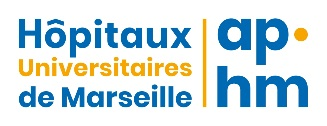 Hôpitaux
Universitaires
de Marseille
ap•
hm